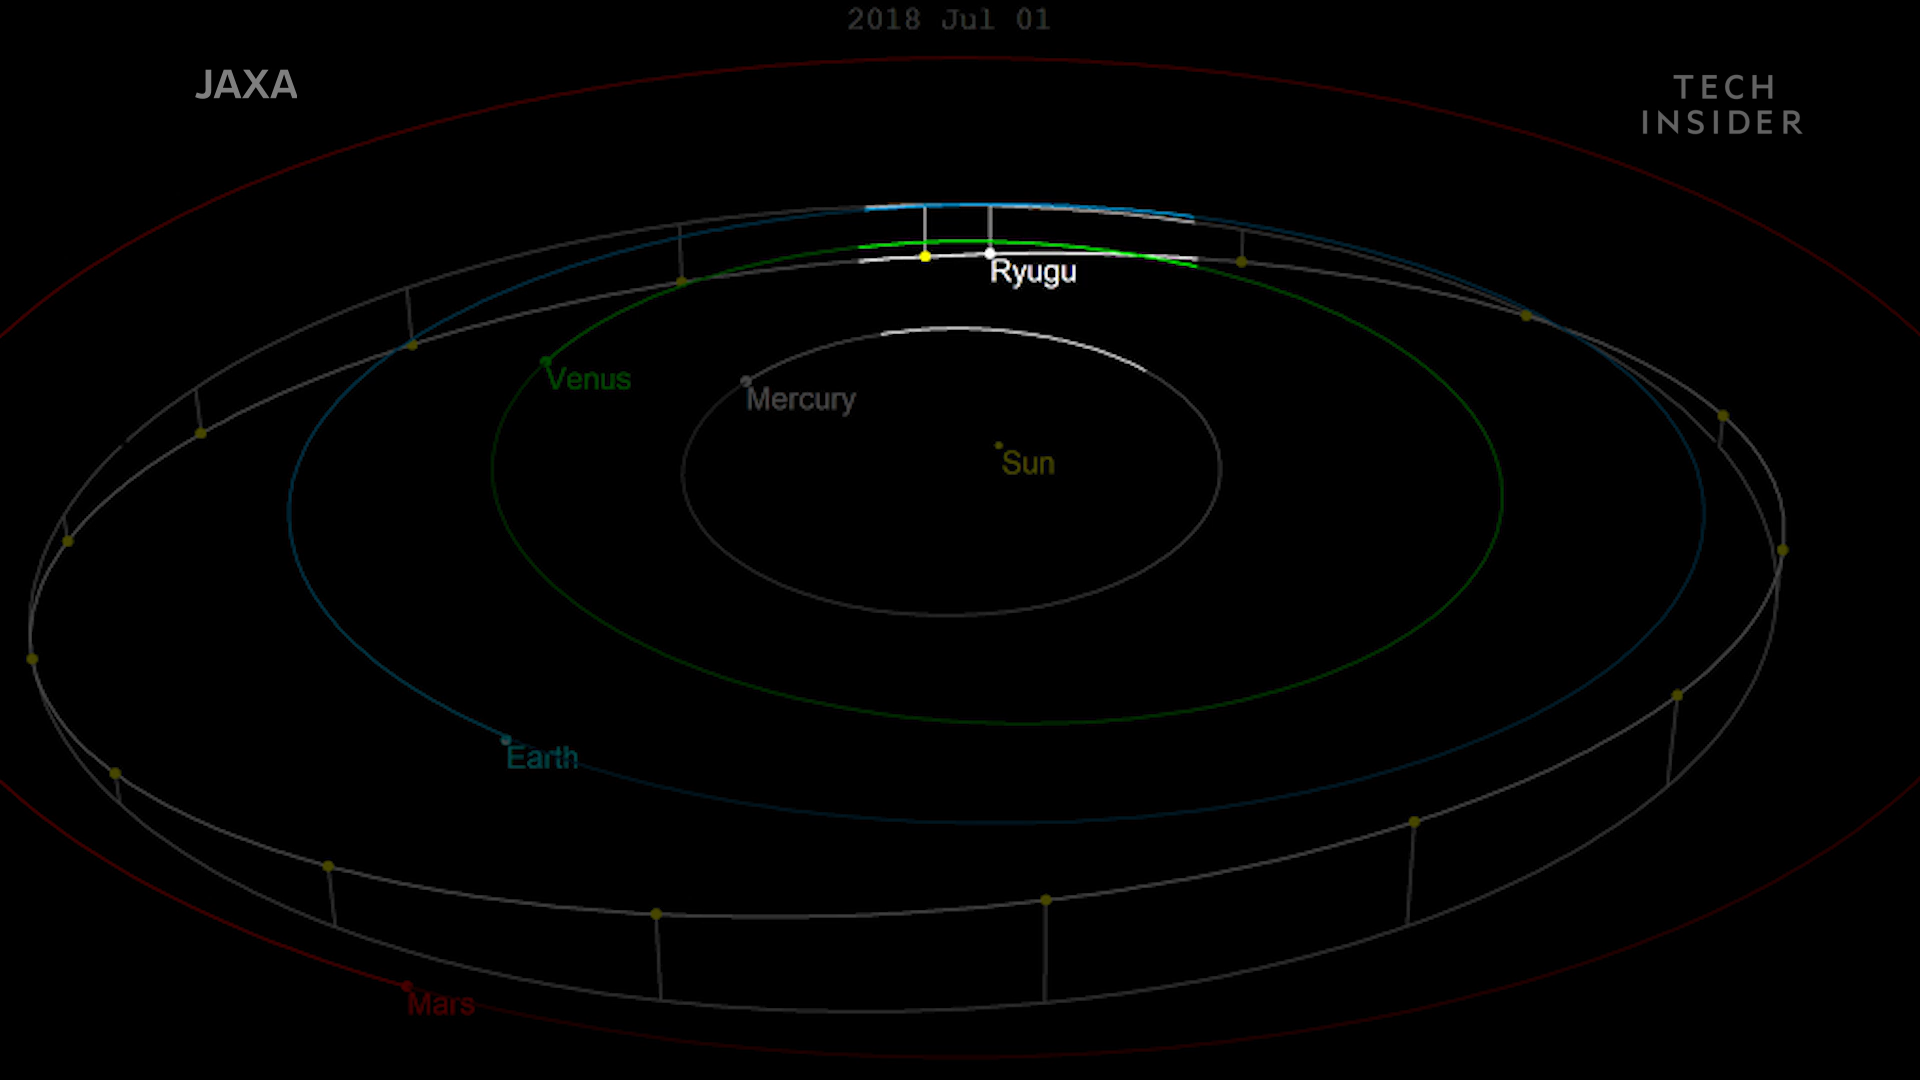 2018 Jul 01
JAXA
TECH
INSIDER
Ryugu
Venus
Mercury
Sun
Earth
Mars